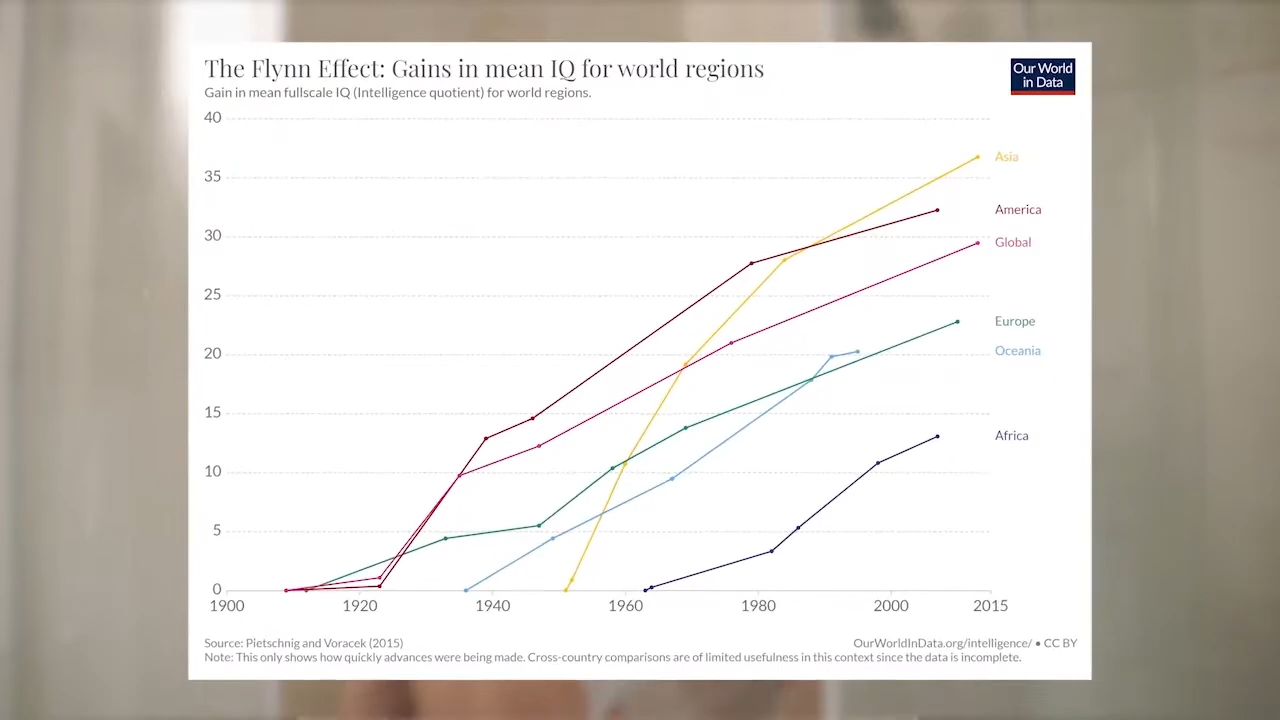 The Flynn Effect: Gains in mean IQ for world regions
Gain in mean fullscale IQ (intelligence quotient) for world regions.
Our World
in Data
40
35
30
25
20
15
10
5
0
1900
1920
1940
1960
1980
2000
2015
Asia
America
Global
Europe
Oceania
Africa
Source: Pietschnig and Voracek (2015)
OurWorldInData.org/intelligence/ • CC BY
Note: This only shows how quickly advances were being made. Cross-country comparisons are of limited usefulness in this context since the data is incomplete.